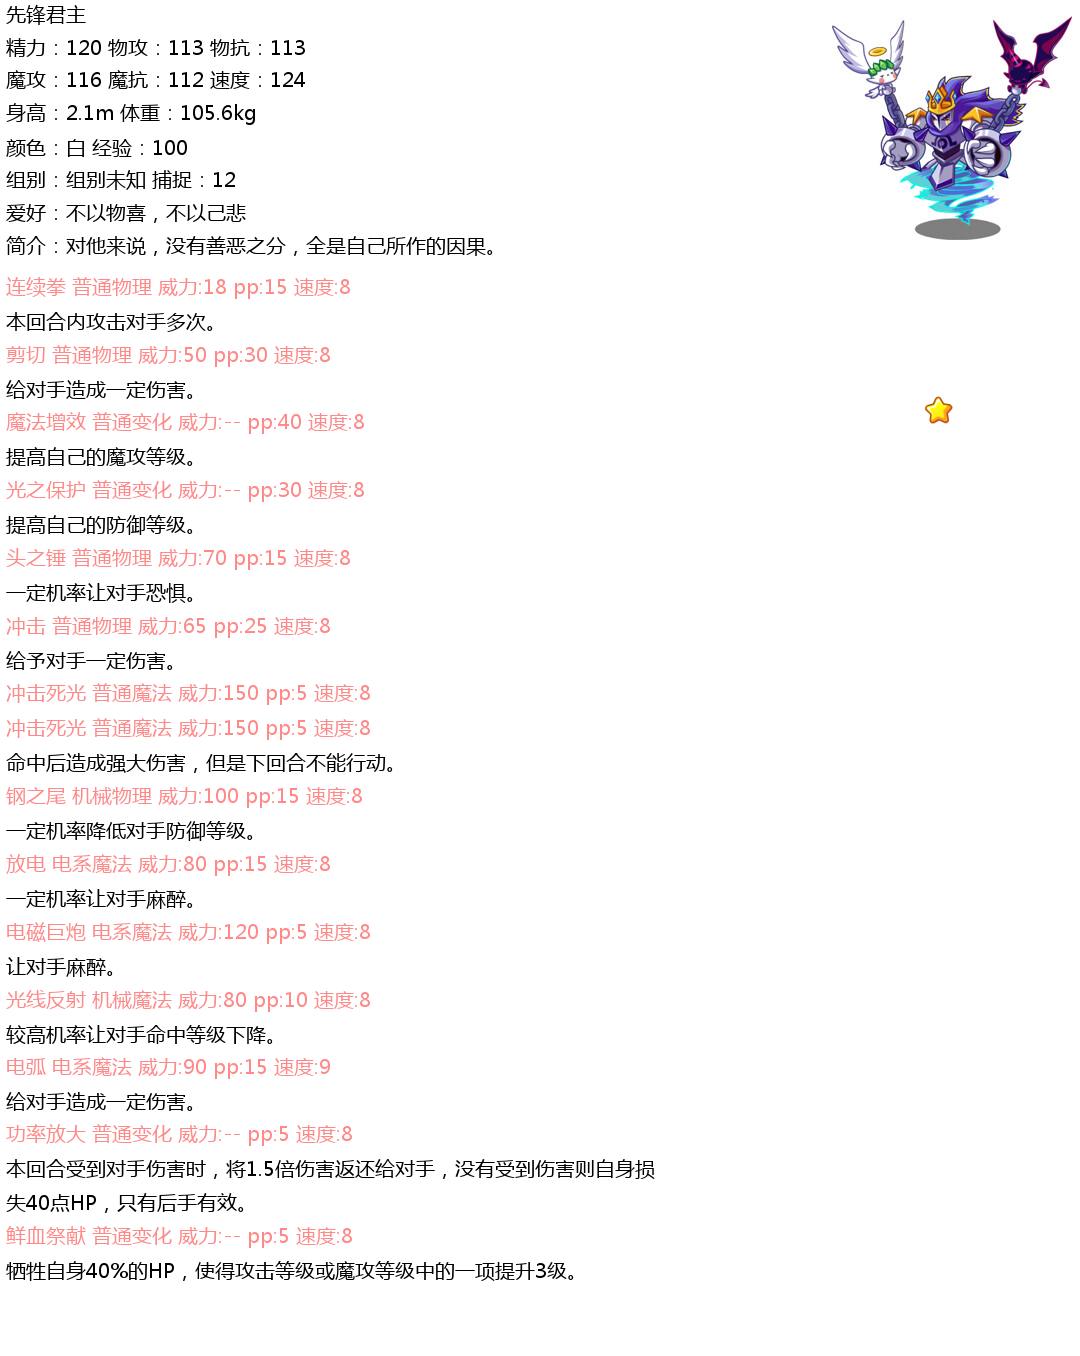 先锋君主
精力：120 物攻：113 物抗：113
魔攻：116 魔抗：112 速度：124
身高：2.1m 体重：105.6kg
颜色：白 经验：100
组别：组别未知 捕捉：12
爱好：不以物喜，不以己悲
简介：对他来说，没有善恶之分，全是自己所作的因果。
连续拳 普通物理 威力:18 pp:15 速度:8
本回合内攻击对手多次。
剪切 普通物理 威力:50 pp:30 速度:8
给对手造成一定伤害。
魔法增效 普通变化 威力:-- pp:40 速度:8
提高自己的魔攻等级。
光之保护 普通变化 威力:-- pp:30 速度:8
提高自己的防御等级。
头之锤 普通物理 威力:70 pp:15 速度:8
一定机率让对手恐惧。
冲击 普通物理 威力:65 pp:25 速度:8
给予对手一定伤害。
冲击死光 普通魔法 威力:150 pp:5 速度:8
冲击死光 普通魔法 威力:150 pp:5 速度:8
命中后造成强大伤害，但是下回合不能行动。
钢之尾 机械物理 威力:100 pp:15 速度:8
一定机率降低对手防御等级。
放电 电系魔法 威力:80 pp:15 速度:8
一定机率让对手麻醉。
电磁巨炮 电系魔法 威力:120 pp:5 速度:8
让对手麻醉。
光线反射 机械魔法 威力:80 pp:10 速度:8
较高机率让对手命中等级下降。
电弧 电系魔法 威力:90 pp:15 速度:9
给对手造成一定伤害。
功率放大 普通变化 威力:-- pp:5 速度:8
本回合受到对手伤害时，将1.5倍伤害返还给对手，没有受到伤害则自身损
失40点HP，只有后手有效。
鲜血祭献 普通变化 威力:-- pp:5 速度:8
牺牲自身40%的HP，使得攻击等级或魔攻等级中的一项提升3级。